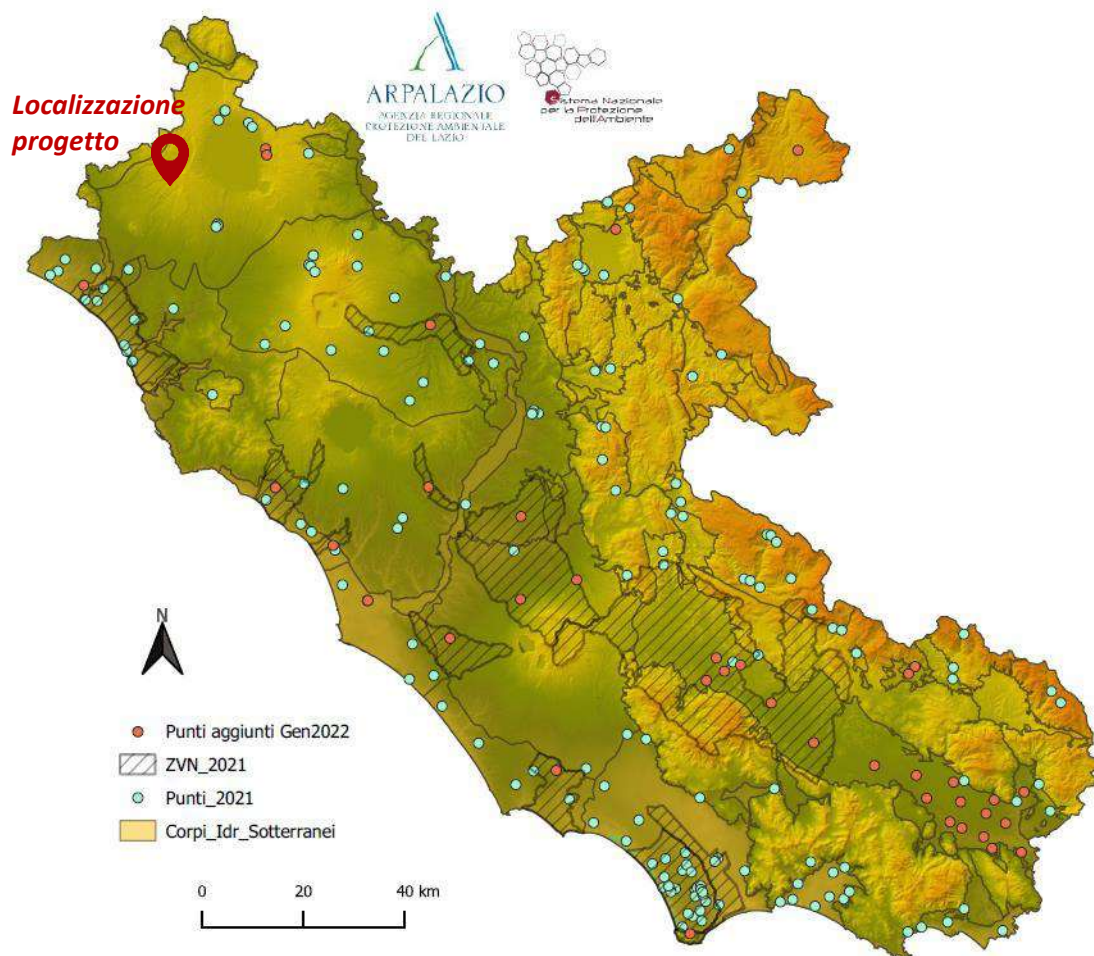 Localizzazione
progetto
ARPALAZIO
AGENZIA REGIONALE
PROTEZIONE AMBIENTALE
DEL LAZIO
Sistema Nazionale
per la Protezione
dell'Ambiente
N
Punti aggiunti Gen2022
ZVN_2021
Punti_2021
Corpi_Idr_Sotterranei
0 20 40 km